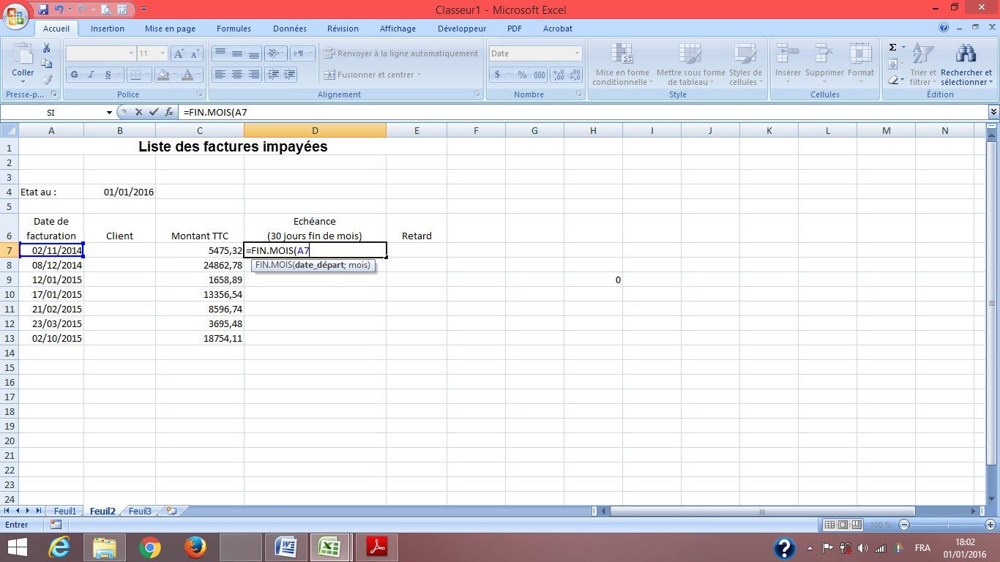 Classeur1 - Microsoft Excel
Accueil Insertion Mise en page Formules Données Révision Affichage Développeur PDF Acrobat
Coller
Presse-p...
11 A A
G I S
Police
Renvoyer à la ligne automatiquement
Fusionner et centrer
Alignement
Date
$ % 000
Nombre
Mise en forme conditionnelle
Mettre sous forme de tableau
Styles de cellules
Style
Insérer Supprimer Format
Cellules
Σ
Trier et filtrer
Rechercher et sélectionner
Édition
SI fx =FIN.MOIS(A7
A B C D E F G H I J K L M N
1 Liste des factures impayées
2
3
4 Etat au : 01/01/2016
5
Date de Echéance
6 facturation Client Montant TTC (30 jours fin de mois) Retard
7 02/11/2014 5475,32 =FIN.MOIS(A7
FIN.MOIS(date_départ; mois)
8 08/12/2014 24862,78
9 12/01/2015 1658,89 0
10 17/01/2015 13356,54
11 21/02/2015 8596,74
12 23/03/2015 3695,48
13 02/10/2015 18754,11
14
15
16
17
18
19
20
21
22
23
24
Feuil1 Feuil2 Feuil3
Entrer 100 %
FRA 18:02
01/01/2016